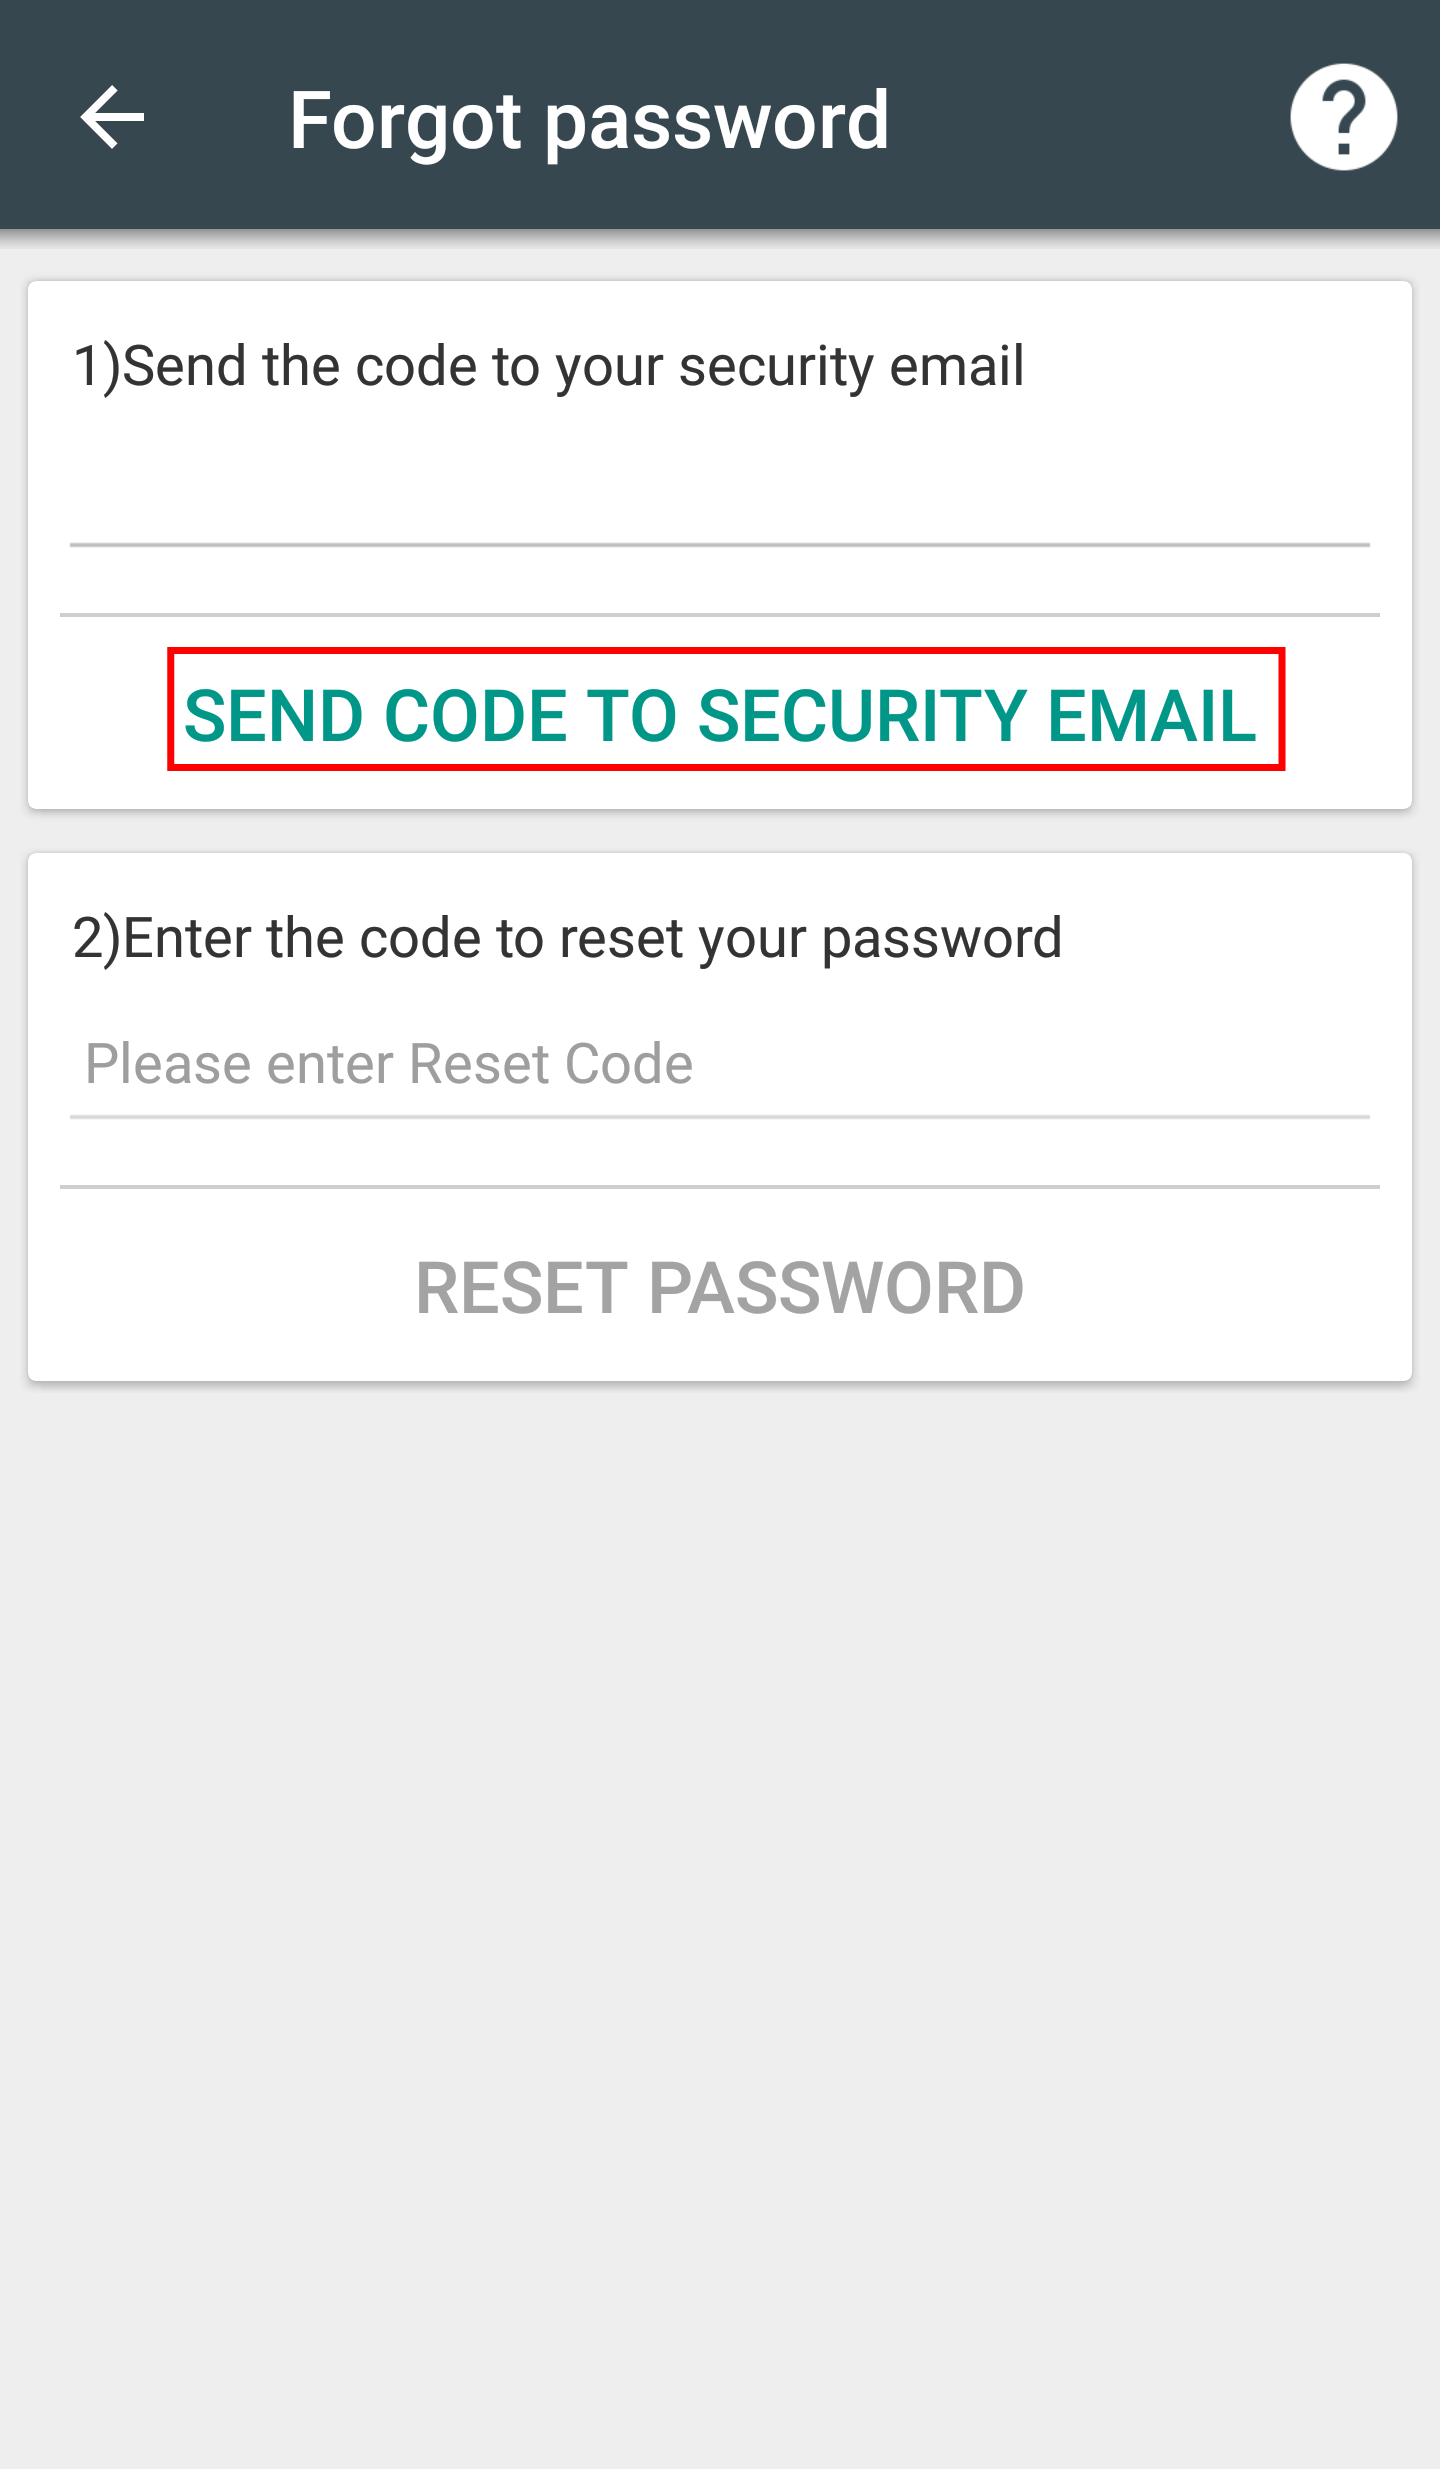 Forgot password
1)Send the code to your security email
SEND CODE TO SECURITY EMAIL
2)Enter the code to reset your password
Please enter Reset Code
RESET PASSWORD